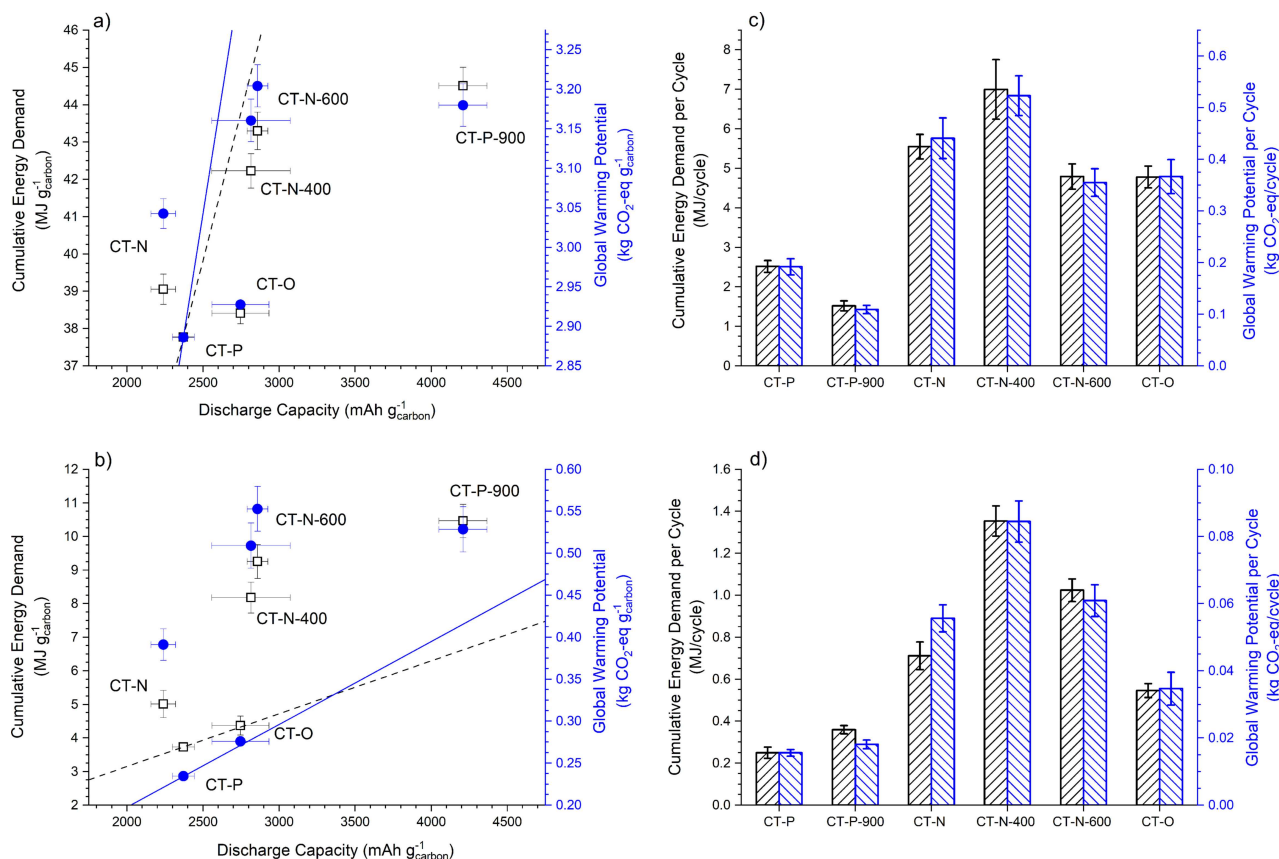 a)
46
45
44
43
42
41
40
39
38
37
Cumulative Energy Demand
(MJ g⁻¹carbon)
2000 2500 3000 3500 4000 4500
Discharge Capacity (mAh g⁻¹carbon)
3.25
3.20
3.15
3.10
3.05
3.00
2.95
2.90
2.85
Global Warming Potential
(kg CO₂-eq g⁻¹carbon)
CT-N-600
CT-P-900
CT-N-400
CT-N
CT-O
CT-P
c)
8
7
6
5
4
3
2
1
0
Cumulative Energy Demand per Cycle
(MJ/cycle)
CT-P CT-P-900 CT-N CT-N-400 CT-N-600 CT-O
0.6
0.5
0.4
0.3
0.2
0.1
0.0
Global Warming Potential per Cycle
(kg CO₂-eq/cycle)
b)
12
11
10
9
8
7
6
5
4
3
2
Cumulative Energy Demand
(MJ g⁻¹carbon)
2000 2500 3000 3500 4000 4500
Discharge Capacity (mAh g⁻¹carbon)
0.60
0.50
0.40
0.30
0.20
Global Warming Potential
(kg CO₂-eq g⁻¹carbon)
CT-P-900
CT-N-600
CT-N-400
CT-N
CT-O
CT-P
d)
1.6
1.4
1.2
1.0
0.8
0.6
0.4
0.2
0.0
Cumulative Energy Demand per Cycle
(MJ/cycle)
CT-P CT-P-900 CT-N CT-N-400 CT-N-600 CT-O
0.10
0.08
0.06
0.04
0.02
0.00
Global Warming Potential per Cycle
(kg CO₂-eq/cycle)